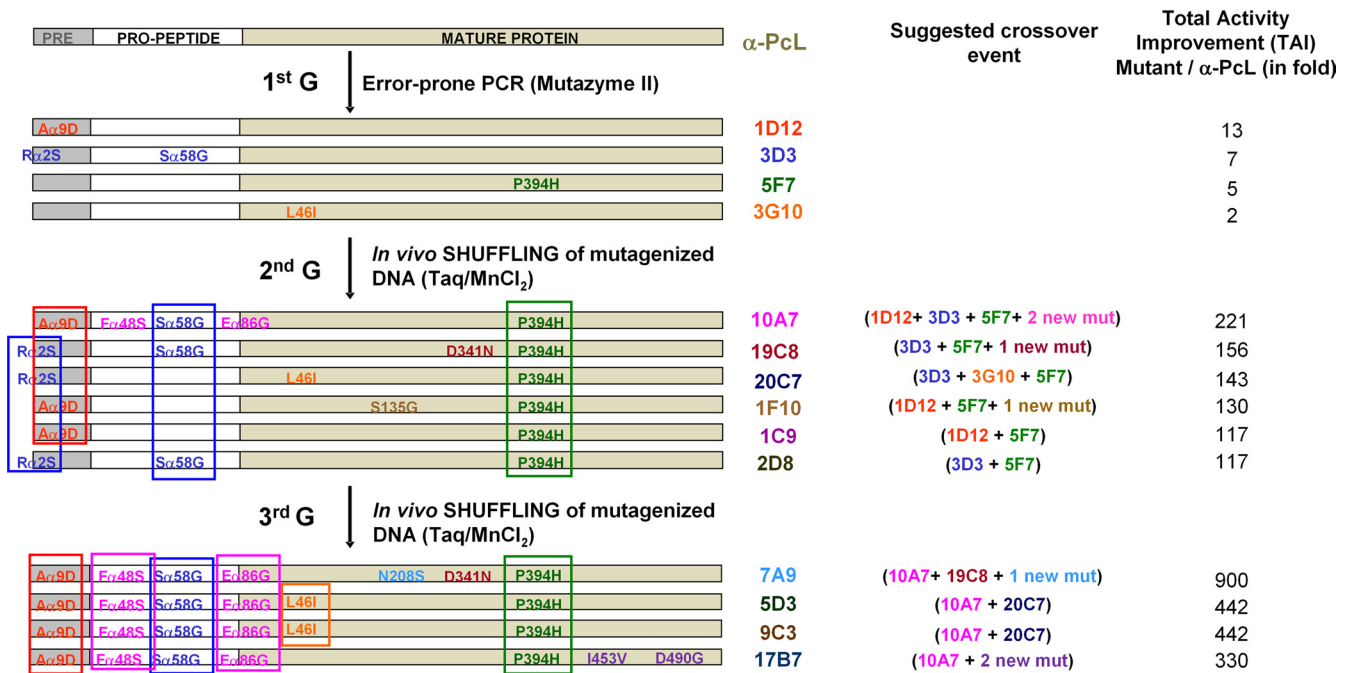 PRE PRO-PEPTIDE MATURE PROTEIN α-PcL
Suggested crossover
event
Total Activity
Improvement (TAI)
Mutant / α-PcL (in fold)
1st G Error-prone PCR (Mutazyme II)
Aα9D 1D12 13
Rα2S Sα58G 3D3 7
P394H 5F7 5
L46I 3G10 2
2nd G In vivo SHUFFLING of mutagenized
DNA (Taq/MnCl2)
Aα9D Fα48S Sα58G Eα86G P394H 10A7 (1D12+ 3D3 + 5F7+ 2 new mut) 221
Rα2S Sα58G D341N P394H 19C8 (3D3 + 5F7+ 1 new mut) 156
Rα2S L46I P394H 20C7 (3D3 + 3G10 + 5F7) 143
Aα9D S135G P394H 1F10 (1D12 + 5F7+ 1 new mut) 130
Aα9D P394H 1C9 (1D12 + 5F7) 117
Rα2S Sα58G P394H 2D8 (3D3 + 5F7) 117
3rd G In vivo SHUFFLING of mutagenized
DNA (Taq/MnCl2)
Aα9D Fα48S Sα58G Eα86G N208S D341N P394H 7A9 (10A7+ 19C8 + 1 new mut) 900
Aα9D Fα48S Sα58G Eα86G L46I P394H 5D3 (10A7 + 20C7) 442
Aα9D Fα48S Sα58G Eα86G L46I P394H 9C3 (10A7 + 20C7) 442
Aα9D Fα48S Sα58G Eα86G P394H I453V D490G 17B7 (10A7 + 2 new mut) 330